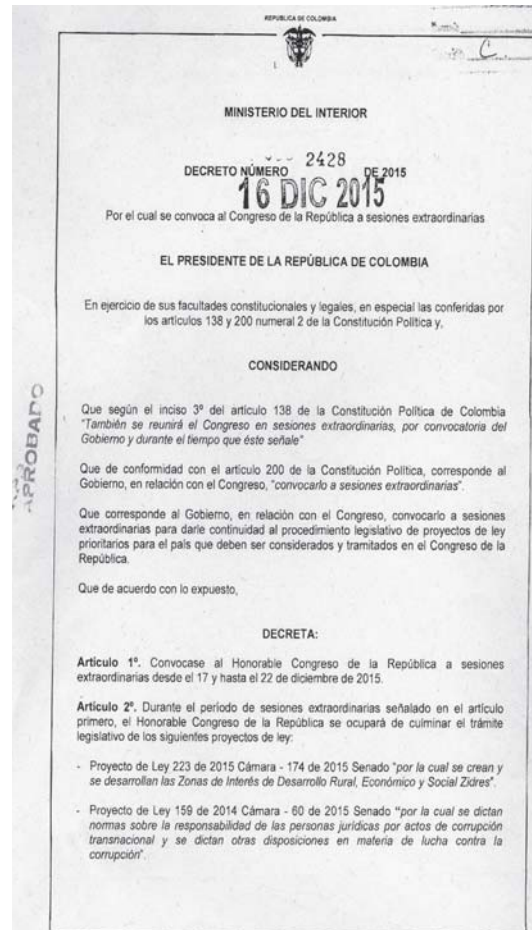 REPUBLICA DE COLOMBIA
C.
MINISTERIO DEL INTERIOR
DECRETO NÚMERO 2428 DE 2015
16 DIC 2015
Por el cual se convoca al Congreso de la República a sesiones extraordinarias
EL PRESIDENTE DE LA REPÚBLICA DE COLOMBIA
En ejercicio de sus facultades constitucionales y legales, en especial las conferidas por
los artículos 138 y 200 numeral 2 de la Constitución Política y,
CONSIDERANDO
Que según el inciso 3º del artículo 138 de la Constitución Política de Colombia
"También se reunirá el Congreso en sesiones extraordinarias, por convocatoria del
Gobierno y durante el tiempo que éste señale"
Que de conformidad con el artículo 200 de la Constitución Política, corresponde al
Gobierno, en relación con el Congreso, "convocarlo a sesiones extraordinarias".
Que corresponde al Gobierno, en relación con el Congreso, convocarlo a sesiones
extraordinarias para darle continuidad al procedimiento legislativo de proyectos de ley
prioritarios para el país que deben ser considerados y tramitados en el Congreso de la
República.
Que de acuerdo con lo expuesto,
DECRETA:
Artículo 1º. Convocase al Honorable Congreso de la República a sesiones
extraordinarias desde el 17 y hasta el 22 de diciembre de 2015.
Artículo 2º. Durante el período de sesiones extraordinarias señalado en el artículo
primero, el Honorable Congreso de la República se ocupará de culminar el trámite
legislativo de los siguientes proyectos de ley:
- Proyecto de Ley 223 de 2015 Cámara - 174 de 2015 Senado "por la cual se crean y
se desarrollan las Zonas de Interés de Desarrollo Rural, Económico y Social Zidres".
- Proyecto de Ley 159 de 2014 Cámara - 60 de 2015 Senado "por la cual se dictan
normas sobre la responsabilidad de las personas jurídicas por actos de corrupción
transnacional y se dictan otras disposiciones en materia de lucha contra la
corrupción".
APROBADO